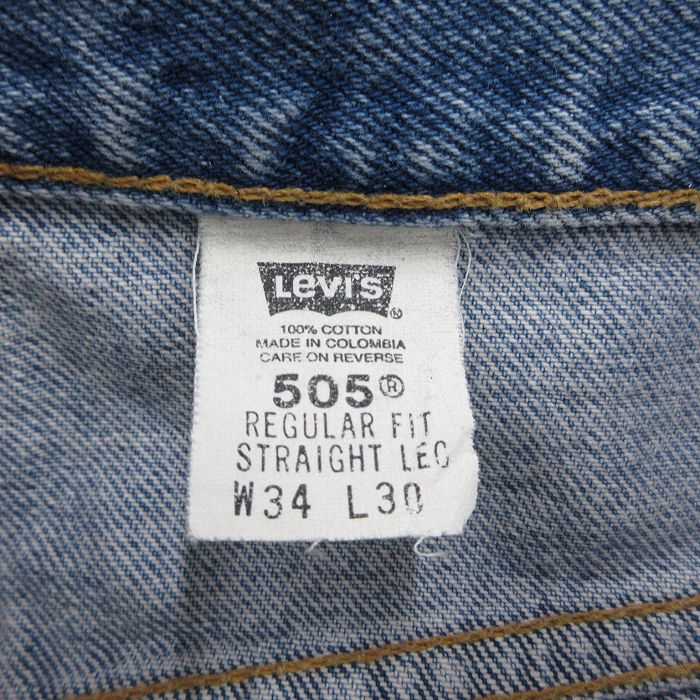 Levi's®
100% COTTON
MADE IN COLOMBIA
CARE ON REVERSE
505®
REGULAR FIT
STRAIGHT LEG
W34 L30